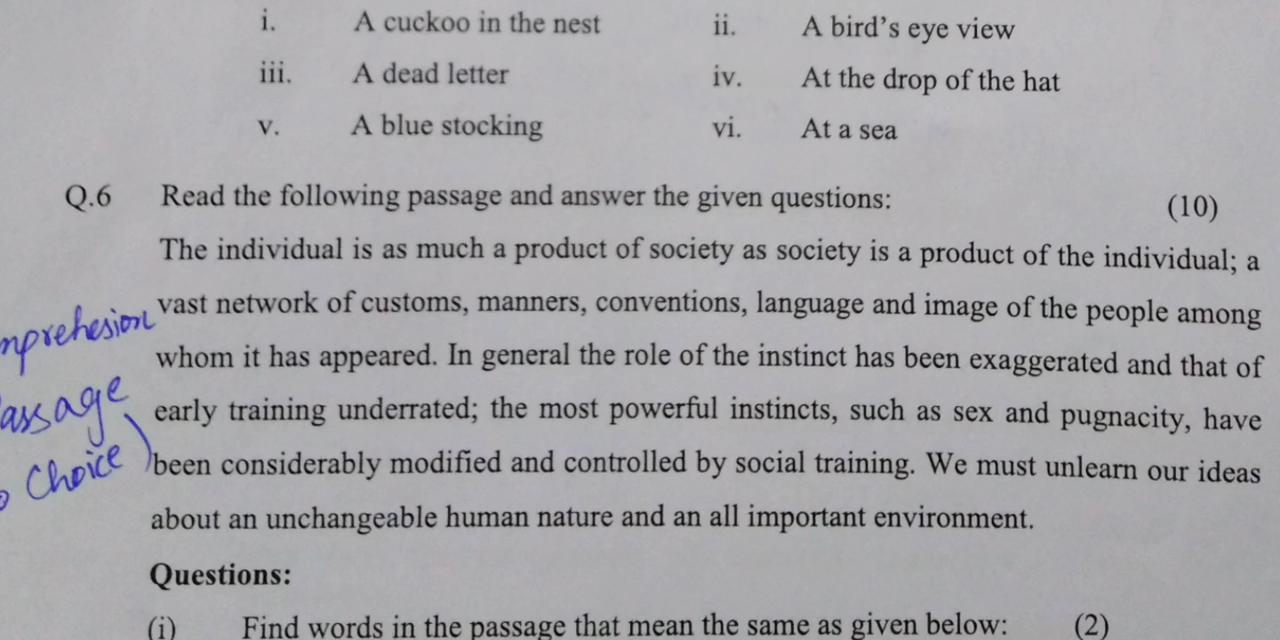 i. A cuckoo in the nest ii. A bird's eye view
iii. A dead letter iv. At the drop of the hat
v. A blue stocking vi. At a sea
Q.6 Read the following passage and answer the given questions: (10)
The individual is as much a product of society as society is a product of the individual; a
vast network of customs, manners, conventions, language and image of the people among
whom it has appeared. In general the role of the instinct has been exaggerated and that of
early training underrated; the most powerful instincts, such as sex and pugnacity, have
been considerably modified and controlled by social training. We must unlearn our ideas
about an unchangeable human nature and an all important environment.
mprehesion
assage
Choice
Questions:
(i) Find words in the passage that mean the same as given below: (2)